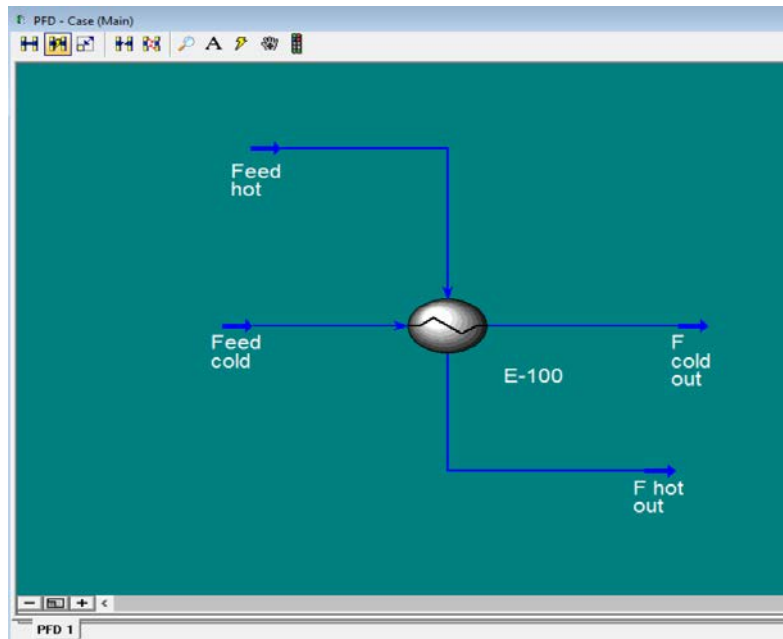 PFD - Case (Main)
A
Feed
hot
Feed
cold
E-100
F
cold
out
F hot
out
PFD 1